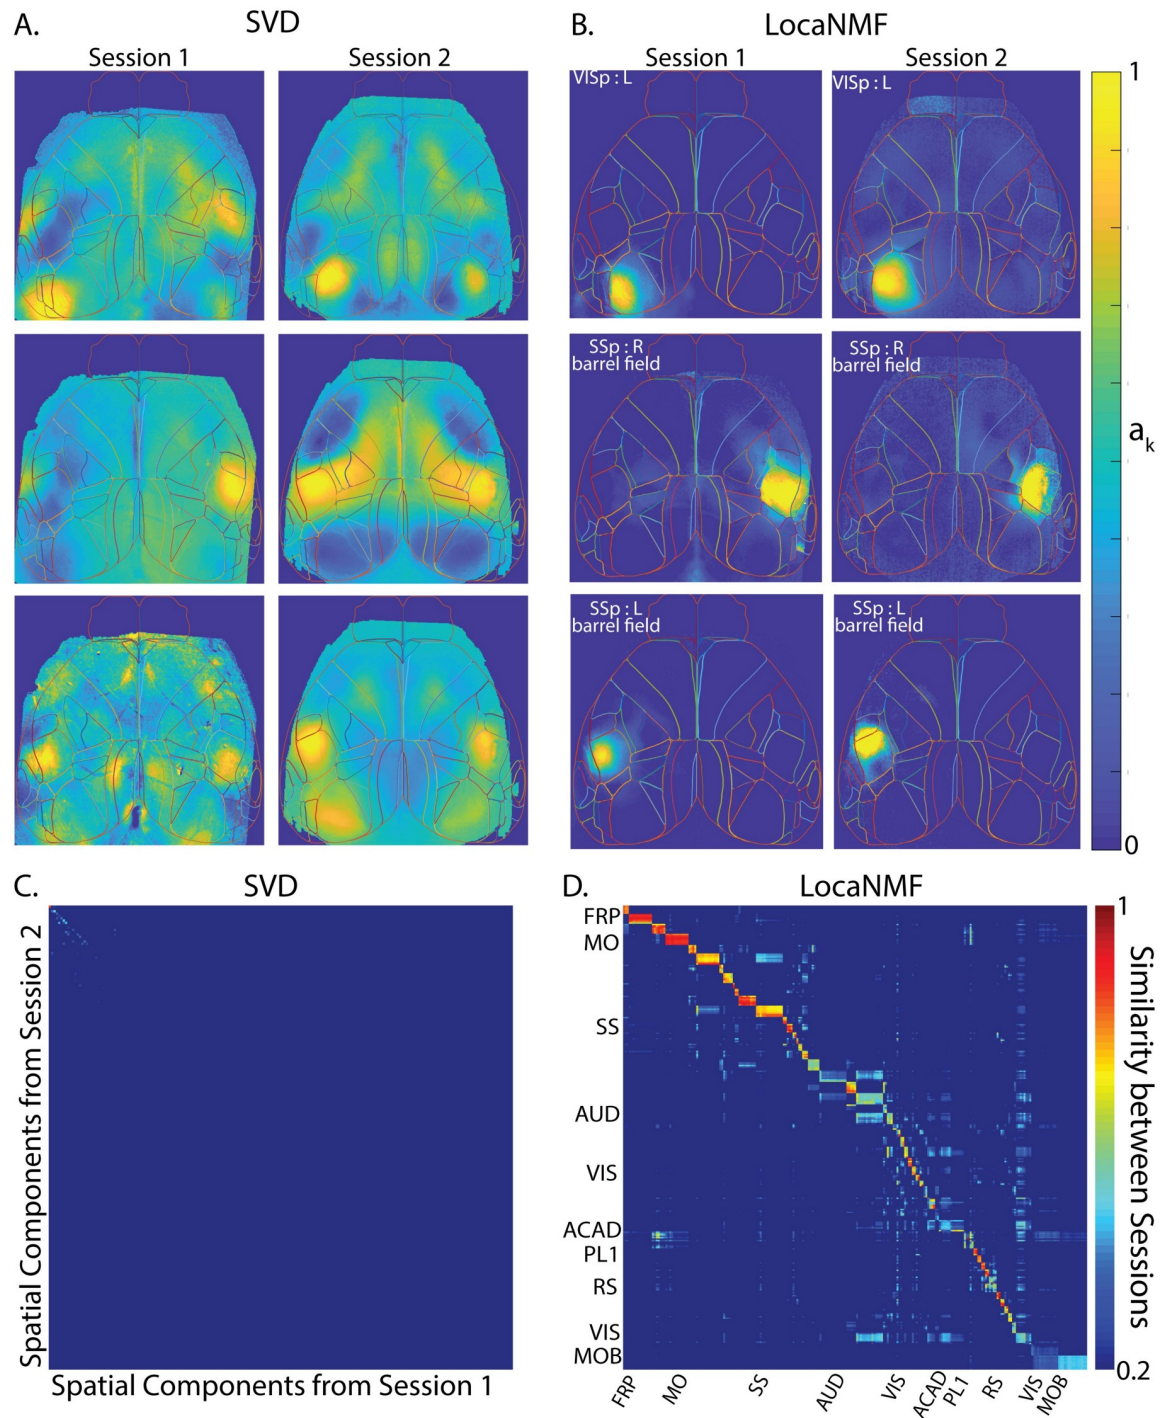 A.
SVD
Session 1
Session 2
B.
LocaNMF
Session 1
Session 2
VISp : L
VISp : L
SSp : R
barrel field
SSp : R
barrel field
SSp : L
barrel field
SSp : L
barrel field
1
a_k
0
C.
SVD
Spatial Components from Session 2
Spatial Components from Session 1
D.
LocaNMF
FRP
MO
SS
AUD
VIS
ACAD
PL1
RS
VIS
MOB
FRP
MO
SS
AUD
VIS
ACAD
PL1
RS
VIS
MOB
1
Similarity between Sessions
0.2